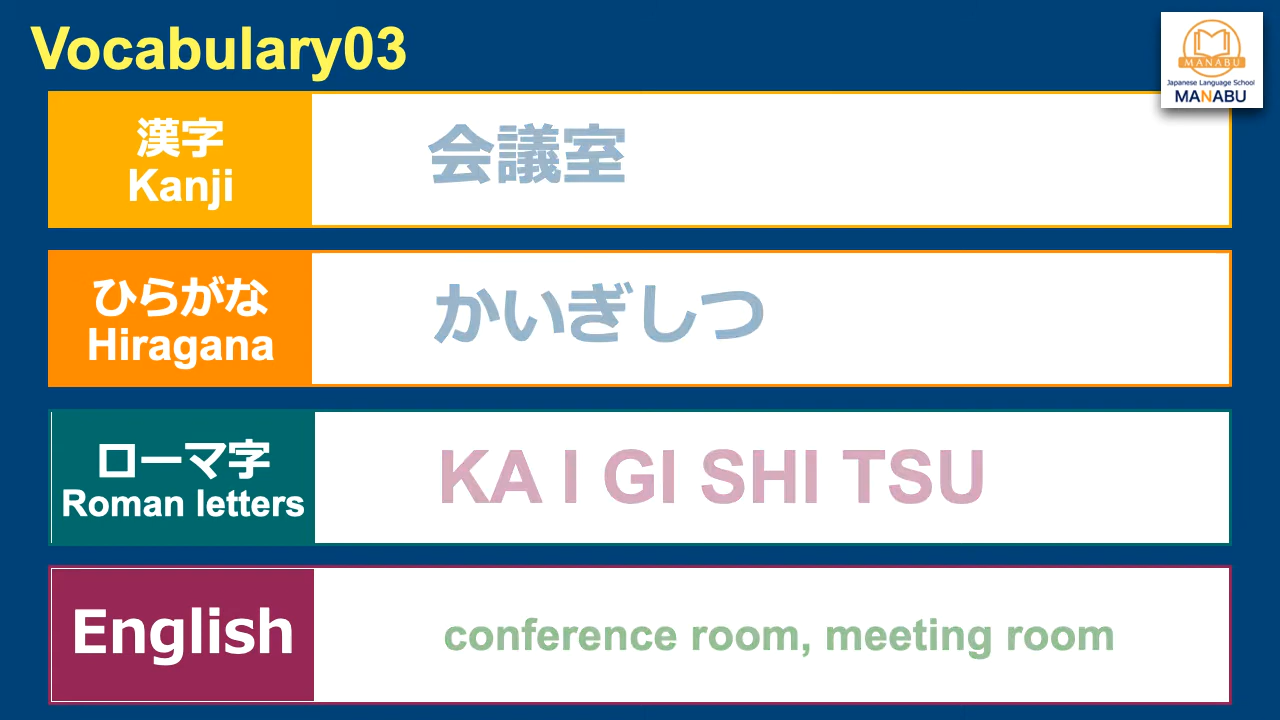 Vocabulary03
MANABU
Japanese Language School
MANABU
漢字
Kanji
会議室
ひらがな
Hiragana
かいぎしつ
ローマ字
Roman letters
KA I GI SHI TSU
English
conference room, meeting room